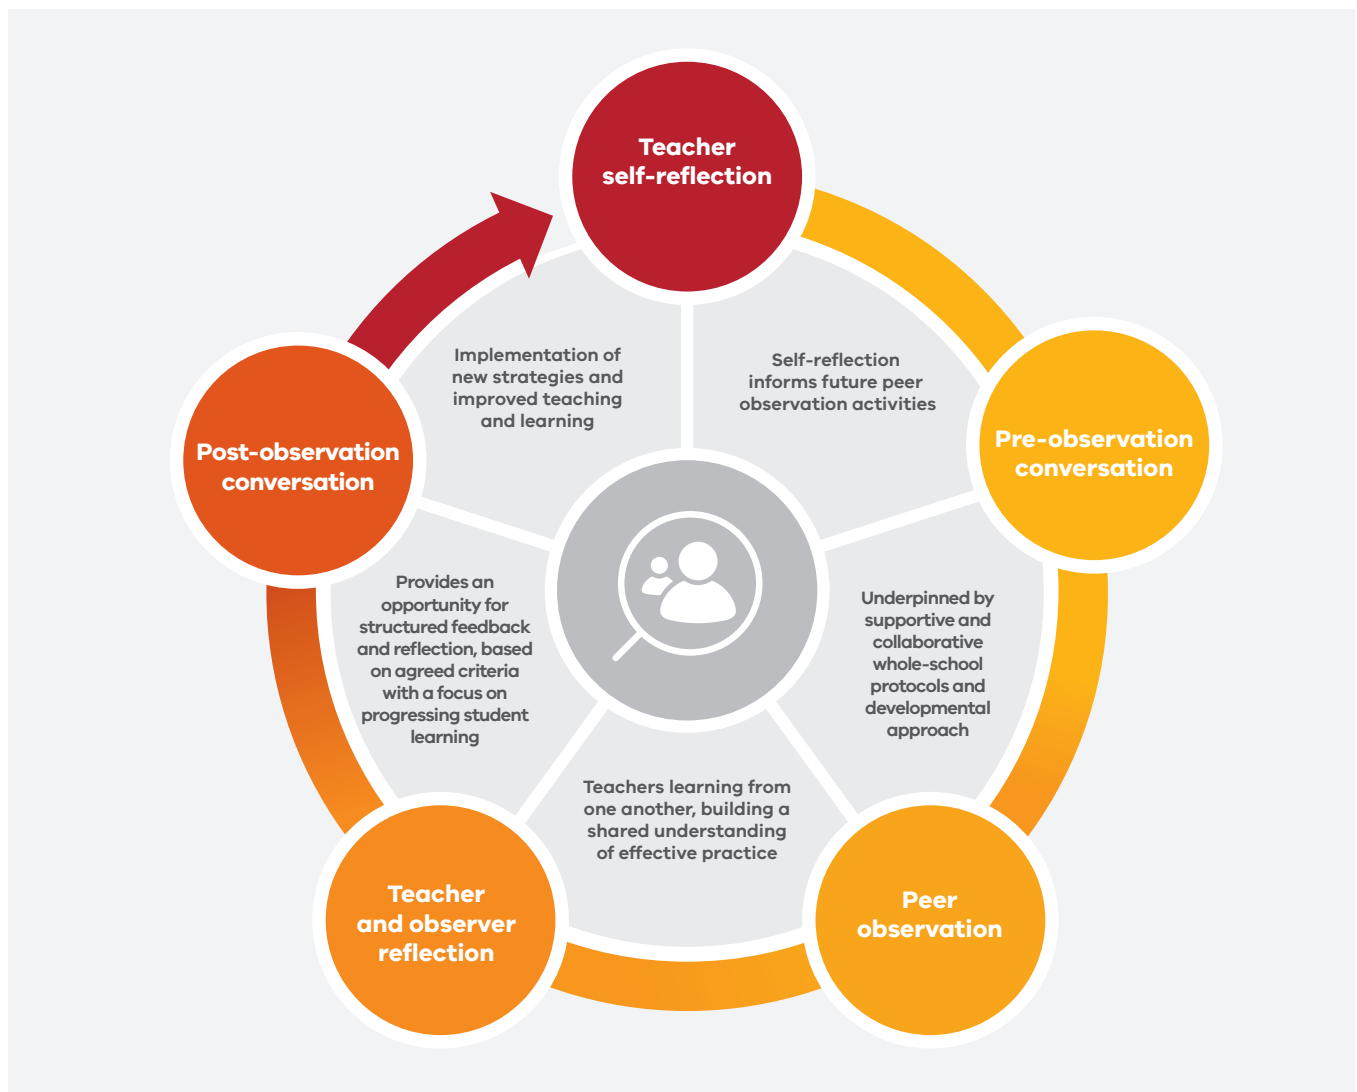 Teacher
self-reflection
Self-reflection
informs future peer
observation activities
Pre-observation
conversation
Underpinned by
supportive and
collaborative
whole-school
protocols and
developmental
approach
Peer
observation
Teachers learning from
one another, building a
shared understanding
of effective practice
Teacher
and observer
reflection
Provides an
opportunity for
structured feedback
and reflection, based
on agreed criteria
with a focus on
progressing student
learning
Post-observation
conversation
Implementation of
new strategies and
improved teaching
and learning